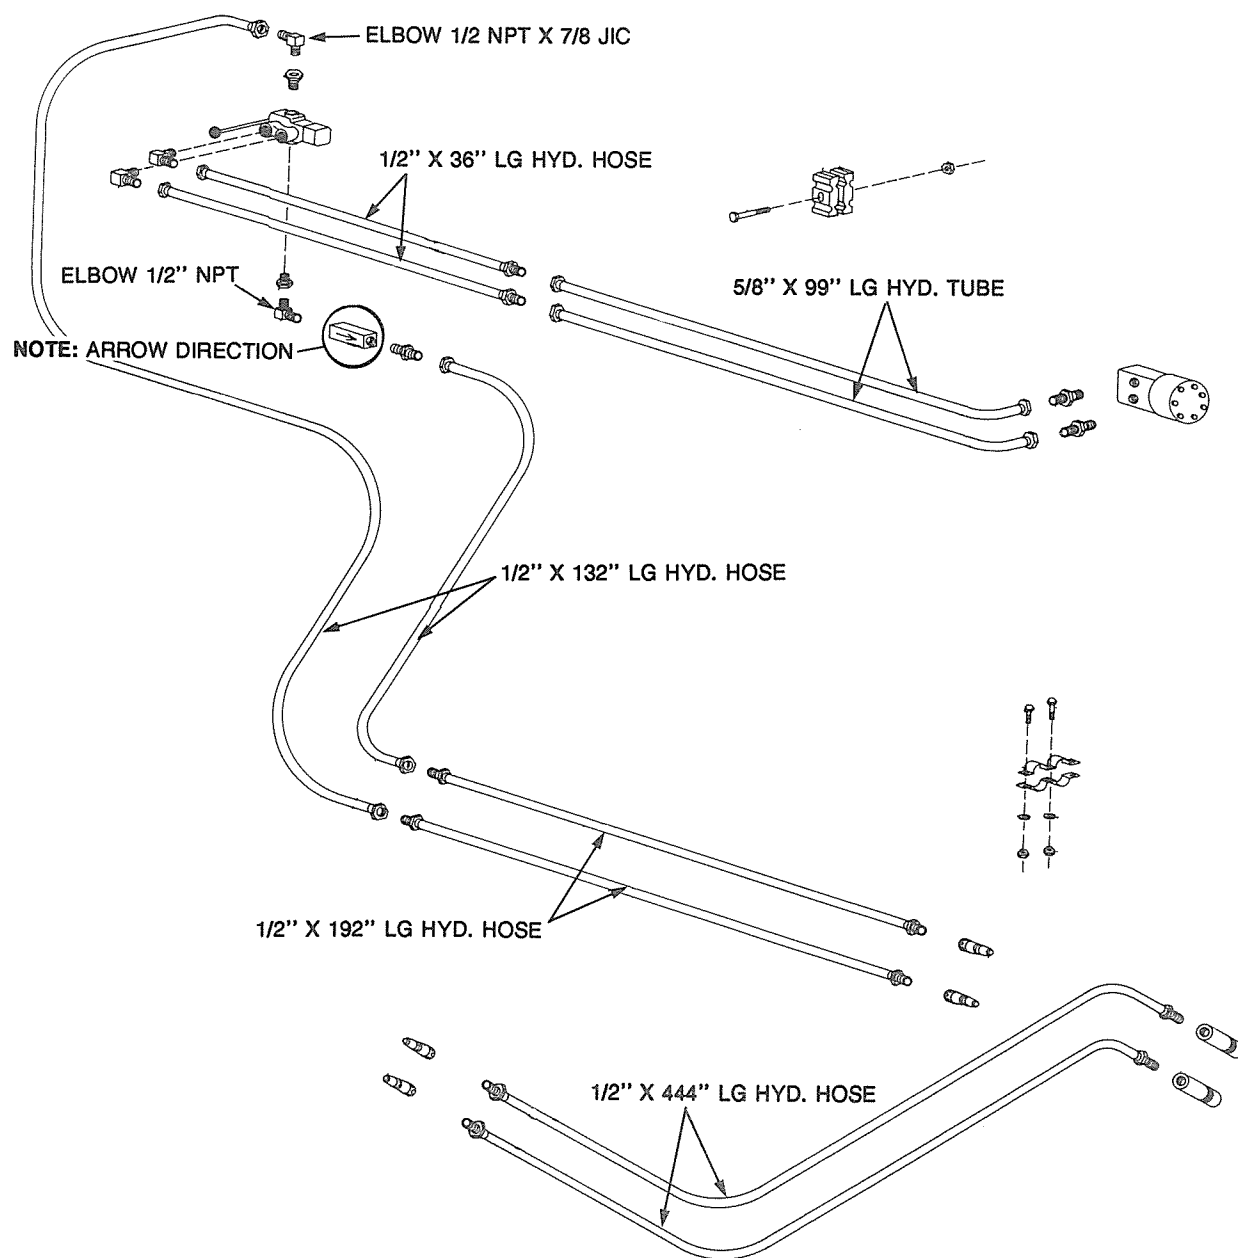 ELBOW 1/2 NPT X 7/8 JIC
1/2" X 36" LG HYD. HOSE
ELBOW 1/2" NPT
5/8" X 99" LG HYD. TUBE
NOTE: ARROW DIRECTION
1/2" X 132" LG HYD. HOSE
1/2" X 192" LG HYD. HOSE
1/2" X 444" LG HYD. HOSE